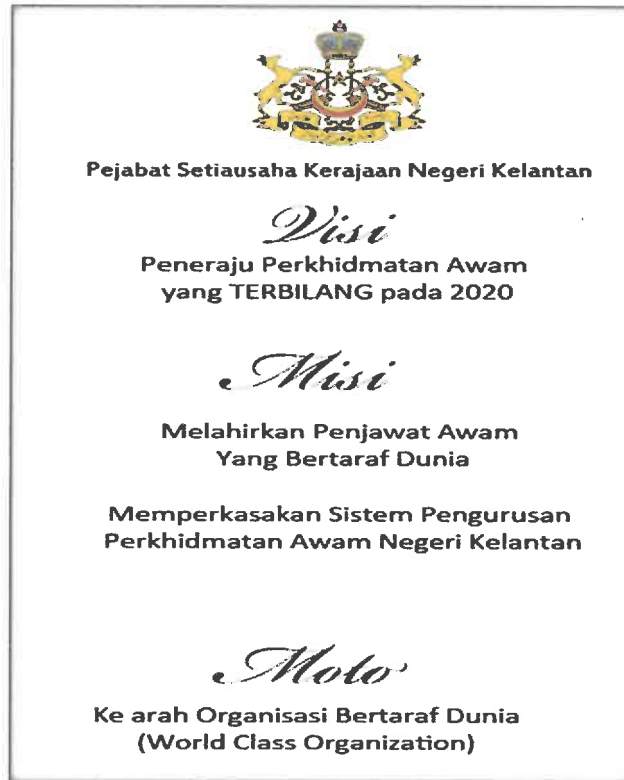 Pejabat Setiausaha Kerajaan Negeri Kelantan
Visi
Peneraju Perkhidmatan Awam
yang TERBILANG pada 2020
Misi
Melahirkan Penjawat Awam
Yang Bertaraf Dunia
Memperkasakan Sistem Pengurusan
Perkhidmatan Awam Negeri Kelantan
Moto
Ke arah Organisasi Bertaraf Dunia
(World Class Organization)